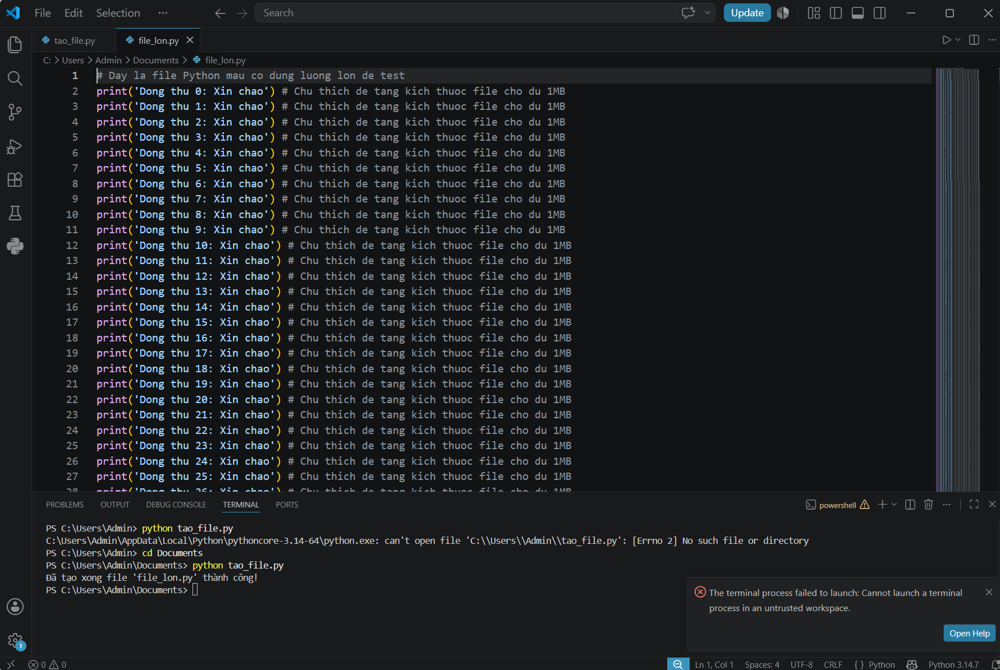 File Edit Selection ··· Search Update
tao_file.py file_lon.py
C: > Users > Admin > Documents > file_lon.py
1 # Day la file Python mau co dung luong lon de test
2 print('Dong thu 0: Xin chao') # Chu thich de tang kich thuoc file cho du 1MB
3 print('Dong thu 1: Xin chao') # Chu thich de tang kich thuoc file cho du 1MB
4 print('Dong thu 2: Xin chao') # Chu thich de tang kich thuoc file cho du 1MB
5 print('Dong thu 3: Xin chao') # Chu thich de tang kich thuoc file cho du 1MB
6 print('Dong thu 4: Xin chao') # Chu thich de tang kich thuoc file cho du 1MB
7 print('Dong thu 5: Xin chao') # Chu thich de tang kich thuoc file cho du 1MB
8 print('Dong thu 6: Xin chao') # Chu thich de tang kich thuoc file cho du 1MB
9 print('Dong thu 7: Xin chao') # Chu thich de tang kich thuoc file cho du 1MB
10 print('Dong thu 8: Xin chao') # Chu thich de tang kich thuoc file cho du 1MB
11 print('Dong thu 9: Xin chao') # Chu thich de tang kich thuoc file cho du 1MB
12 print('Dong thu 10: Xin chao') # Chu thich de tang kich thuoc file cho du 1MB
13 print('Dong thu 11: Xin chao') # Chu thich de tang kich thuoc file cho du 1MB
14 print('Dong thu 12: Xin chao') # Chu thich de tang kich thuoc file cho du 1MB
15 print('Dong thu 13: Xin chao') # Chu thich de tang kich thuoc file cho du 1MB
16 print('Dong thu 14: Xin chao') # Chu thich de tang kich thuoc file cho du 1MB
17 print('Dong thu 15: Xin chao') # Chu thich de tang kich thuoc file cho du 1MB
18 print('Dong thu 16: Xin chao') # Chu thich de tang kich thuoc file cho du 1MB
19 print('Dong thu 17: Xin chao') # Chu thich de tang kich thuoc file cho du 1MB
20 print('Dong thu 18: Xin chao') # Chu thich de tang kich thuoc file cho du 1MB
21 print('Dong thu 19: Xin chao') # Chu thich de tang kich thuoc file cho du 1MB
22 print('Dong thu 20: Xin chao') # Chu thich de tang kich thuoc file cho du 1MB
23 print('Dong thu 21: Xin chao') # Chu thich de tang kich thuoc file cho du 1MB
24 print('Dong thu 22: Xin chao') # Chu thich de tang kich thuoc file cho du 1MB
25 print('Dong thu 23: Xin chao') # Chu thich de tang kich thuoc file cho du 1MB
26 print('Dong thu 24: Xin chao') # Chu thich de tang kich thuoc file cho du 1MB
27 print('Dong thu 25: Xin chao') # Chu thich de tang kich thuoc file cho du 1MB
28 print('Dong thu 26: Xin chao') # Chu thich de tang kich thuoc file cho du 1MB
PROBLEMS OUTPUT DEBUG CONSOLE TERMINAL PORTS powershell
PS C:\Users\Admin> python tao_file.py
C:\Users\Admin\AppData\Local\Python\pythoncore-3.14-64\python.exe: can't open file 'C:\\Users\\Admin\\tao_file.py': [Errno 2] No such file or directory
PS C:\Users\Admin> cd Documents
PS C:\Users\Admin\Documents> python tao_file.py
Đã tạo xong file 'file_lon.py' thành công!
PS C:\Users\Admin\Documents>
The terminal process failed to launch: Cannot launch a terminal
process in an untrusted workspace.
Open Help
1
0 0 Ln 1, Col 1 Spaces: 4 UTF-8 CRLF { } Python Python 3.14.7